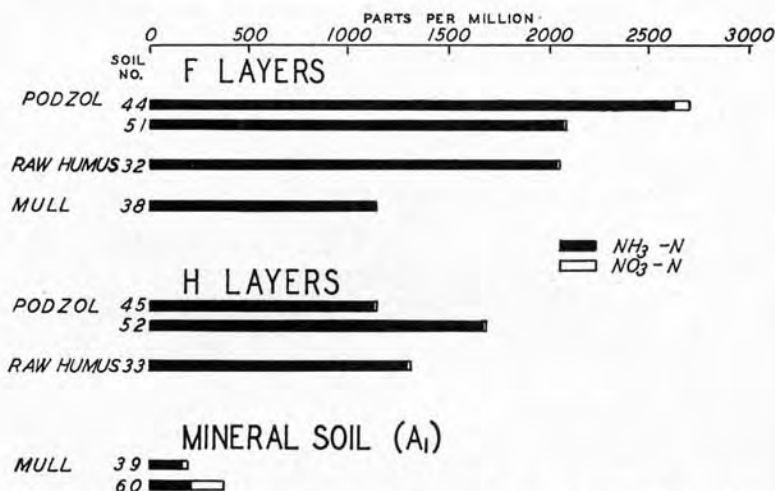 PARTS PER MILLION
0 500 1000 1500 2000 2500 3000
SOIL NO.
F LAYERS
PODZOL 44
51
RAW HUMUS 32
MULL 38
NH3 -N
NO3 - N
H LAYERS
PODZOL 45
52
RAW HUMUS 33
MINERAL SOIL (A1)
MULL 39
60